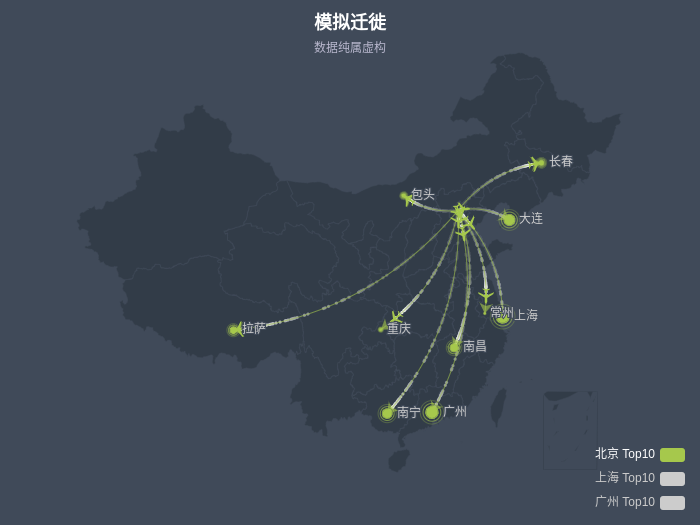 模拟迁徙
数据纯属虚构
长春
包头
大连
常州
上海
拉萨
重庆
南昌
南宁
广州
北京 Top10
上海 Top10
广州 Top10